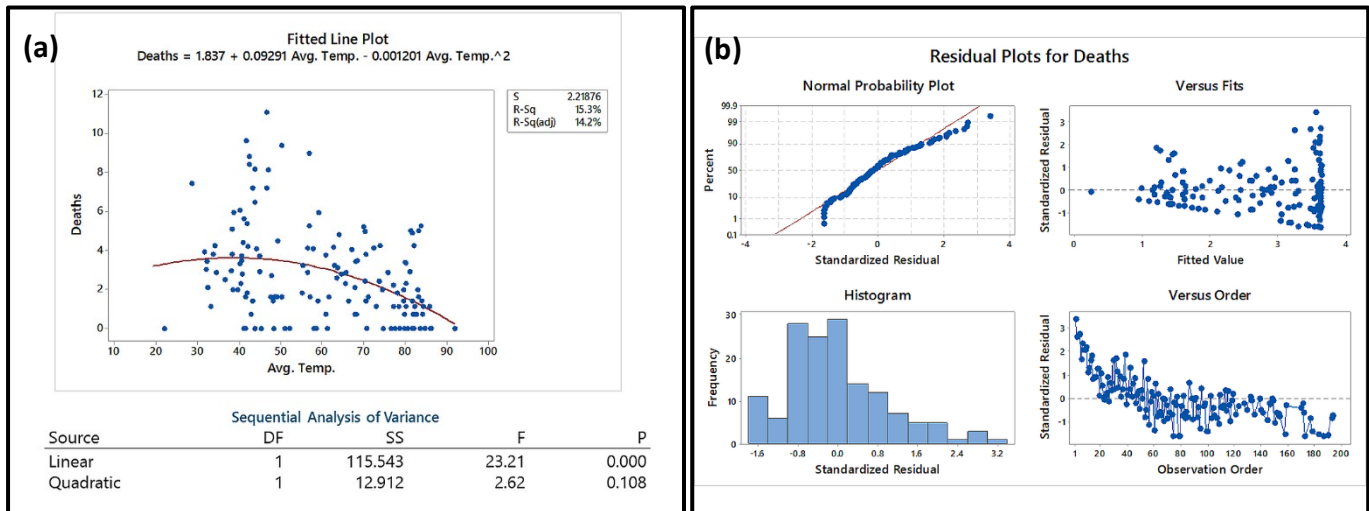 (a)
Fitted Line Plot
Deaths = 1.837 + 0.09291 Avg. Temp. - 0.001201 Avg. Temp.^2
S 2.21876
R-Sq 15.3%
R-Sq(adj) 14.2%
12
10
8
6
4
2
0
Deaths
10 20 30 40 50 60 70 80 90 100
Avg. Temp.
Sequential Analysis of Variance
Source DF SS F P
Linear 1 115.543 23.21 0.000
Quadratic 1 12.912 2.62 0.108
(b)
Residual Plots for Deaths
Normal Probability Plot
99.9
99
90
50
10
1
0.1
Percent
-4 -2 0 2 4
Standardized Residual
Versus Fits
3
2
1
0
-1
Standardized Residual
0 1 2 3 4
Fitted Value
Histogram
30
20
10
0
Frequency
-1.6 -0.8 0.0 0.8 1.6 2.4 3.2
Standardized Residual
Versus Order
3
2
1
0
-1
Standardized Residual
1 20 40 60 80 100 120 140 160 180 200
Observation Order